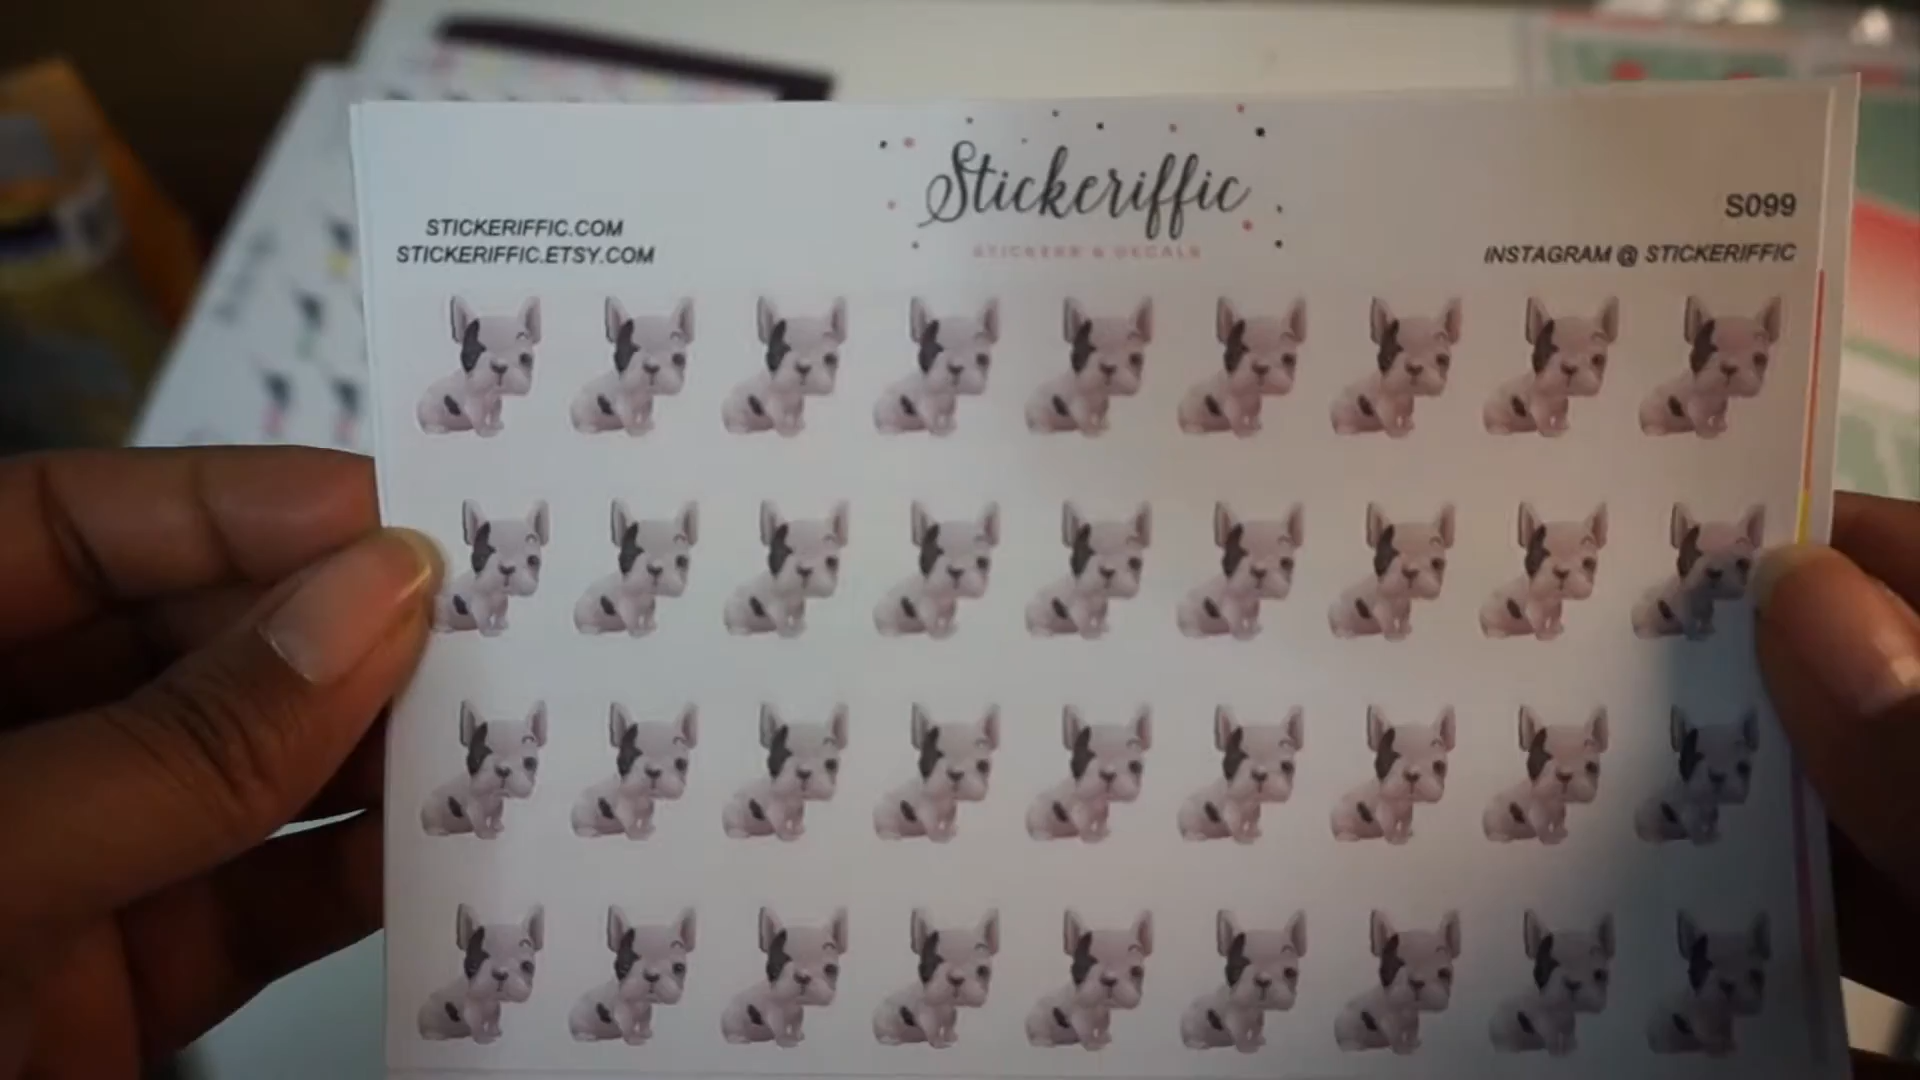 Stickeriffic
STICKERS & DECALS
STICKERIFFIC.COM
STICKERIFFIC.ETSY.COM
S099
INSTAGRAM @ STICKERIFFIC